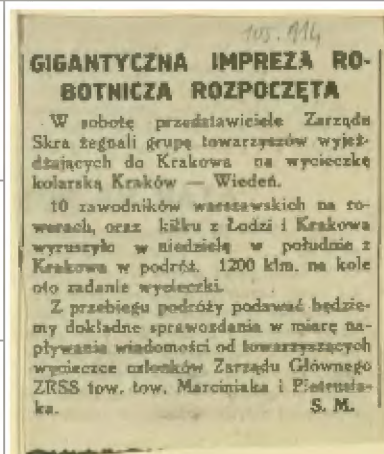 105.914
GIGANTYCZNA IMPREZA RO-
BOTNICZA ROZPOCZĘTA
W sobotę przedstawiciele Zarządu
Skra żegnali grupę towarzyszów wyjeż-
dżających do Krakowa na wycieczkę
kolarską Kraków — Wiedeń.
10 zawodników warszawskich na ro-
werach, oraz kilku z Łodzi i Krakowa
wyruszyło w niedzielę w południe z
Krakowa w podróż. 1200 klm. na kole
oto zadanie wycieczki.
Z przebiegu podróży podawać będzie-
my dokładne sprawozdania w miarę na-
pływania wiadomości od towarzyszących
wycieczce członków Zarządu Głównego
ZRSS tow. tow. Marciniaka i
ka. S. M.